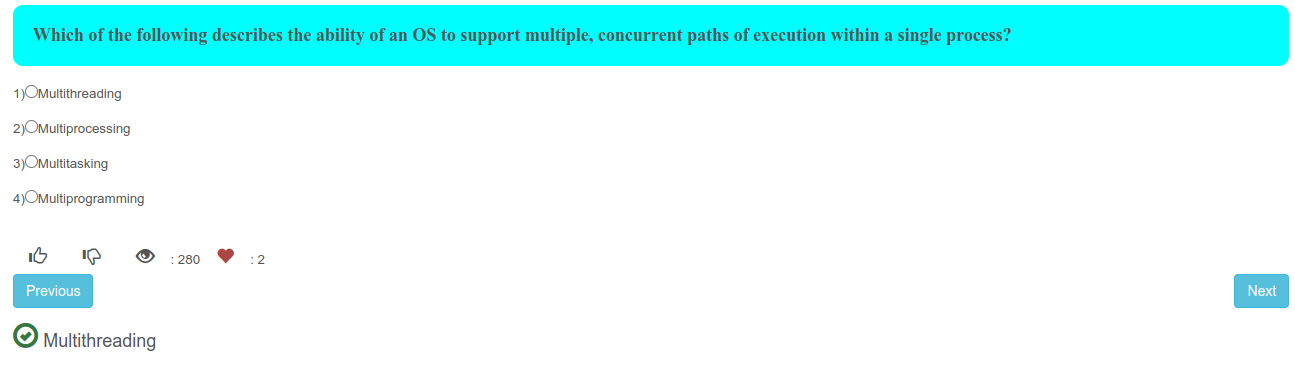 Which of the following describes the ability of an OS to support multiple, concurrent paths of execution within a single process?
1)Multithreading
2)Multiprocessing
3)Multitasking
4)Multiprogramming
: 280 : 2
Previous Next
Multithreading